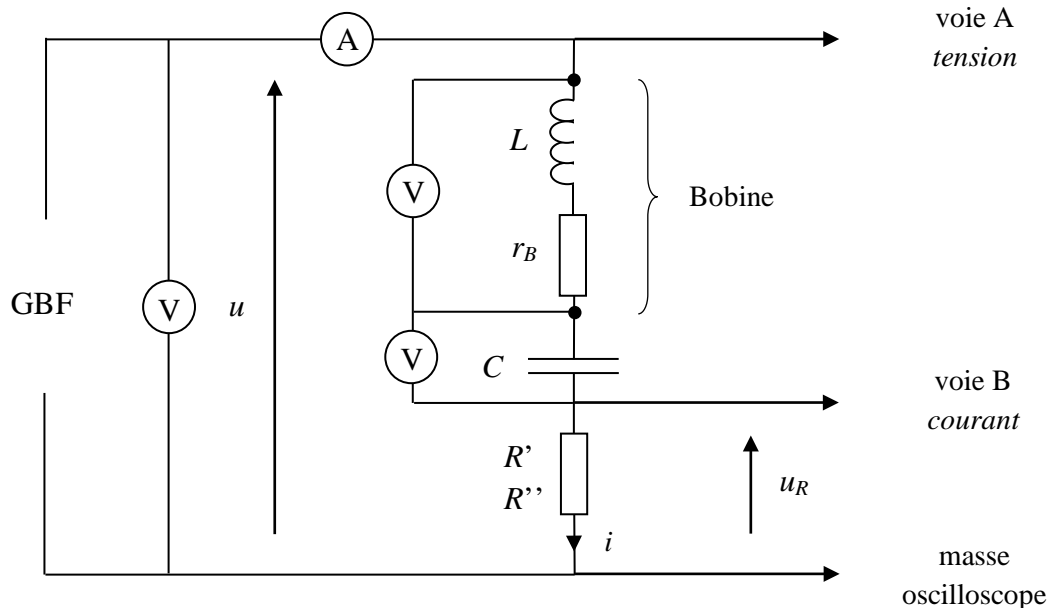 voie A
tension
A
L
V
Bobine
r_B
GBF
V
u
V
C
voie B
courant
R’
R’’
u_R
i
masse
oscilloscope